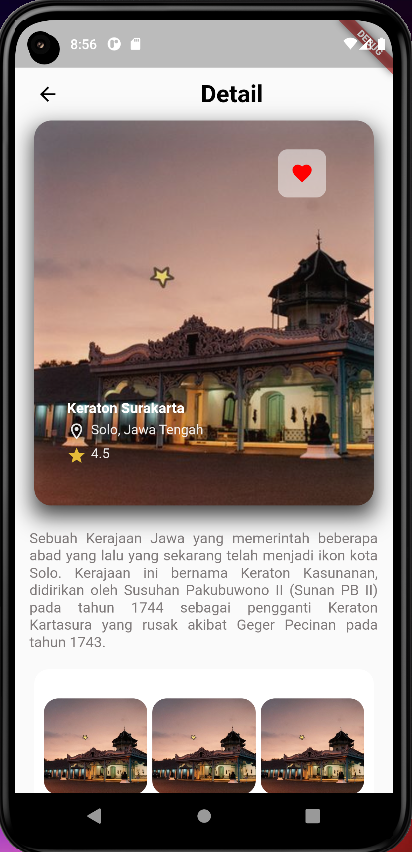 8:56
DEBUG
Detail
Keraton Surakarta
Solo, Jawa Tengah
4.5
Sebuah Kerajaan Jawa yang memerintah beberapa
abad yang lalu yang sekarang telah menjadi ikon kota
Solo. Kerajaan ini bernama Keraton Kasunanan,
didirikan oleh Susuhan Pakubuwono II (Sunan PB II)
pada tahun 1744 sebagai pengganti Keraton
Kartasura yang rusak akibat Geger Pecinan pada
tahun 1743.